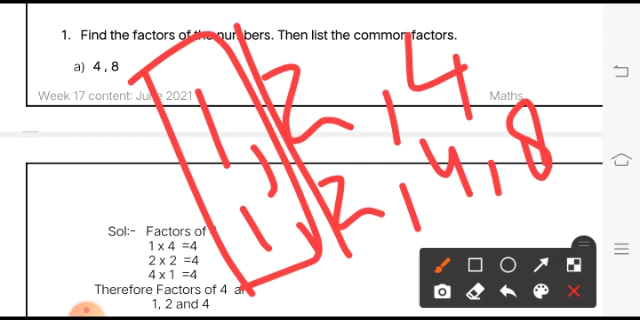 1. Find the factors of the numbers. Then list the common factors.
a) 4 , 8
Week 17 content: June 2021 Maths
1, 2, 4
1, 2, 4, 8
Sol:- Factors of
1 x 4 =4
2 x 2 =4
4 x 1 =4
Therefore Factors of 4
1, 2 and 4